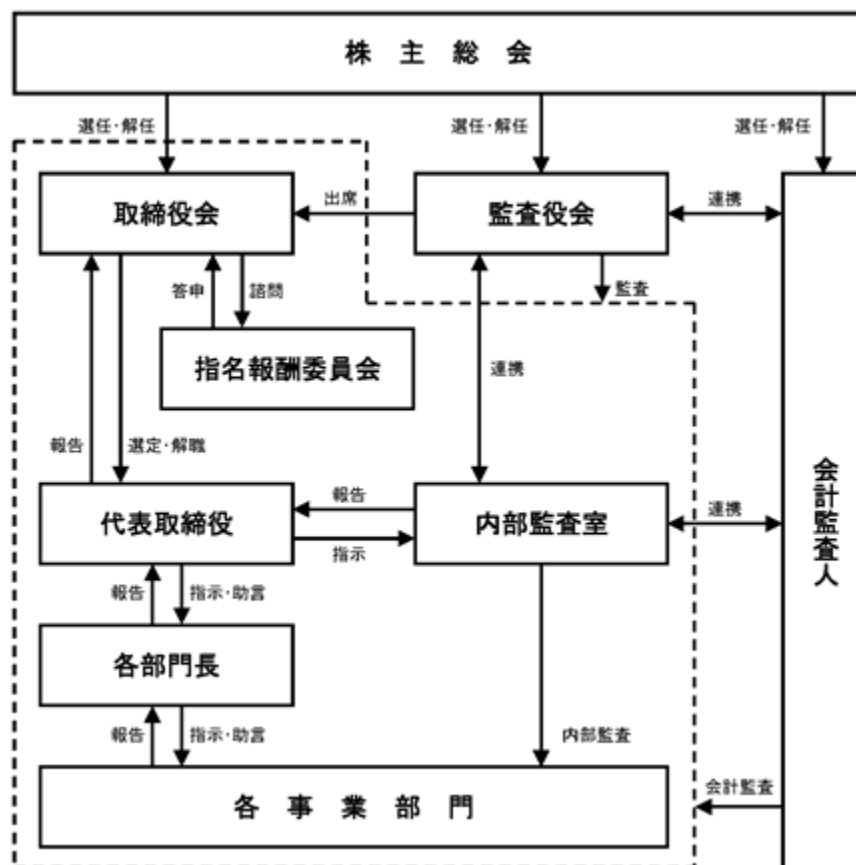 株主総会
選任・解任
選任・解任
選任・解任
取締役会
出席
監査役会
連携
答申
諮問
監査
指名報酬委員会
連携
報告
選定・解職
会計監査人
代表取締役
報告
指示
内部監査室
連携
報告
指示・助言
各部門長
報告
指示・助言
内部監査
会計監査
各事業部門